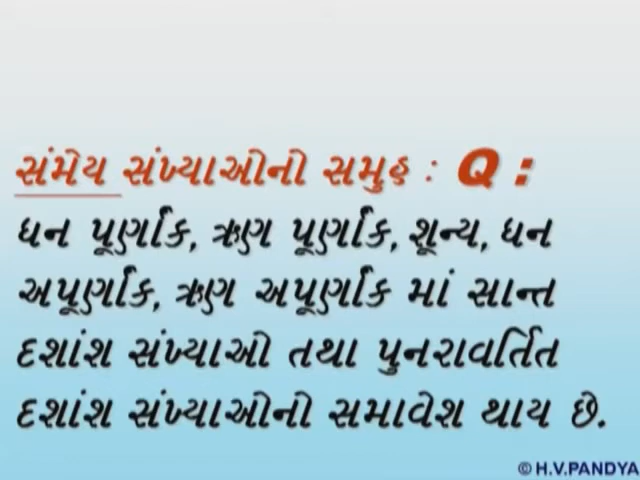 સંમેય સંખ્યાઓનો સમુહ : Q :
ધન પૂર્ણાંક, ઋણ પૂર્ણાંક, શૂન્ય, ધન
અપૂર્ણાંક, ઋણ અપૂર્ણાંક માં સાન્ત
દશાંશ સંખ્યાઓ તથા પુનરાવર્તિત
દશાંશ સંખ્યાઓનો સમાવેશ થાય છે.
© H.V.PANDYA